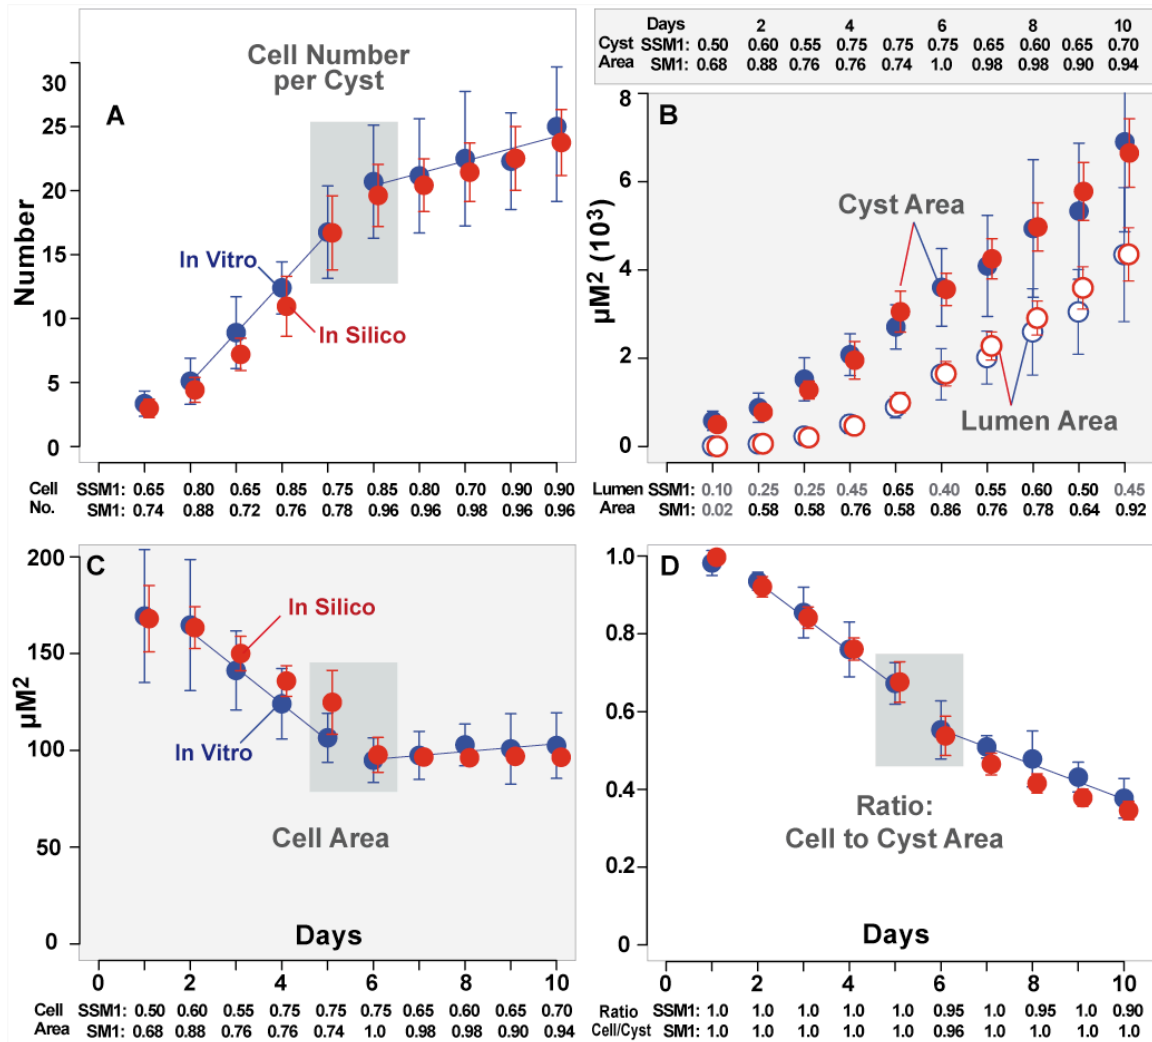 Days 2 4 6 8 10
Cyst SSM1: 0.50 0.60 0.55 0.75 0.75 0.75 0.65 0.60 0.65 0.70
Area SM1: 0.68 0.88 0.76 0.76 0.74 1.0 0.98 0.98 0.90 0.94
A
Cell Number
per Cyst
Number
30
25
20
15
10
5
0
In Vitro
In Silico
B
µM² (10³)
8
6
4
2
0
Cyst Area
Lumen Area
Cell SSM1: 0.65 0.80 0.65 0.85 0.75 0.85 0.80 0.70 0.90 0.90
No. SM1: 0.74 0.88 0.72 0.76 0.78 0.96 0.96 0.98 0.96 0.96
Lumen SSM1: 0.10 0.25 0.25 0.45 0.65 0.40 0.55 0.60 0.50 0.45
Area SM1: 0.02 0.58 0.58 0.76 0.58 0.86 0.76 0.78 0.64 0.92
C
µM²
200
150
100
50
0
In Silico
In Vitro
Cell Area
Days
0 2 4 6 8 10
Cell SSM1: 0.50 0.60 0.55 0.75 0.75 0.75 0.65 0.60 0.65 0.70
Area SM1: 0.68 0.88 0.76 0.76 0.74 1.0 0.98 0.98 0.90 0.94
D
1.0
0.8
0.6
0.4
0.2
0
Ratio:
Cell to Cyst Area
Days
0 2 4 6 8 10
Ratio SSM1: 1.0 1.0 1.0 1.0 1.0 0.95 1.0 0.95 1.0 0.90
Cell/Cyst SM1: 1.0 1.0 1.0 1.0 1.0 0.96 1.0 1.0 1.0 1.0